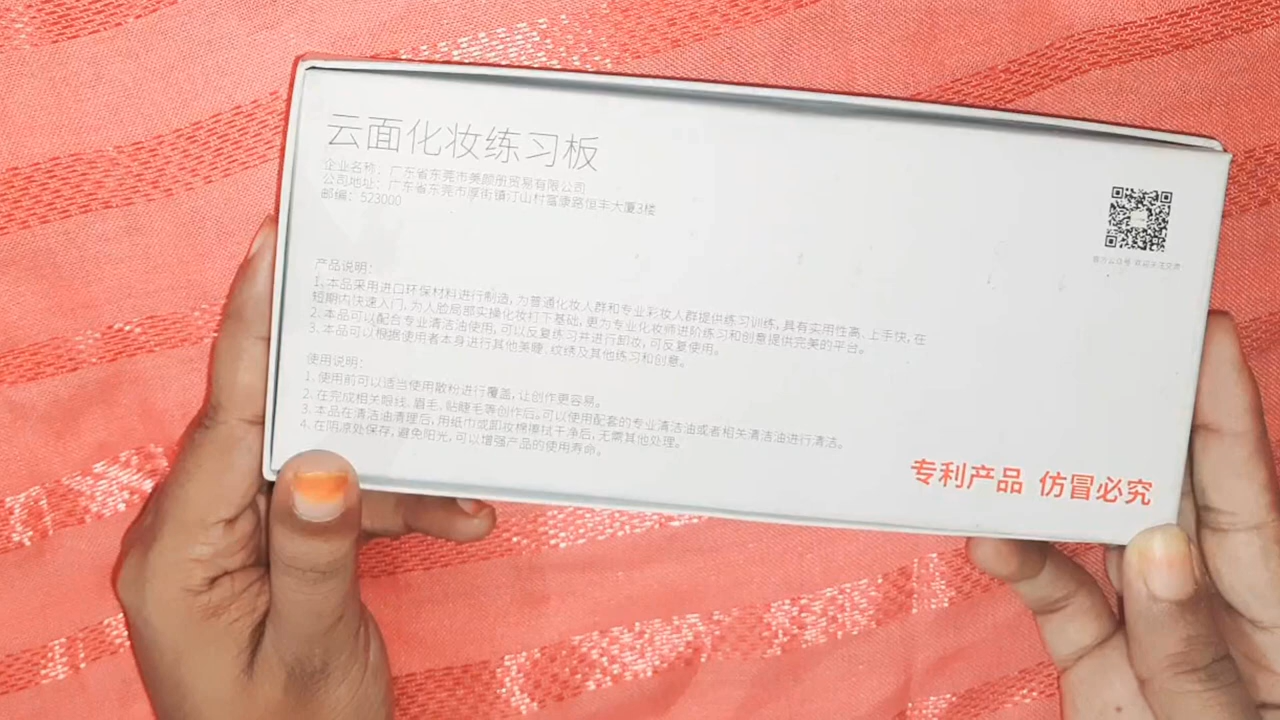 云面化妆练习板
企业名称：广东省东莞市美颜册贸易有限公司
公司地址：广东省东莞市厚街镇汀山村富康路恒丰大厦3楼
邮编：523000
产品说明：
1、本品采用进口环保材料进行制造，为普通化妆人群和专业彩妆人群提供练习训练。具有实用性高、上手快，在
短期内快速入门，为人脸局部实操化妆打下基础，更为专业化妆师进阶练习和创意提供完美的平台。
2、本品可以配合专业清洁油使用，可以反复练习并进行卸妆，可反复使用。
3、本品可以根据使用者本身进行其他美睫、纹绣及其他练习和创意。
使用说明：
1、使用前可以适当使用散粉进行覆盖，让创作更容易。
2、在完成相关眼线、眉毛、贴睫毛等创作后，可以使用配套的专业清洁油或者相关清洁油进行清洁。
3、本品在清洁油清理后，用纸巾或卸妆棉擦拭干净后，无需其他处理。
4、在阴凉处保存，避免阳光，可以增强产品的使用寿命。
专利产品 仿冒必究